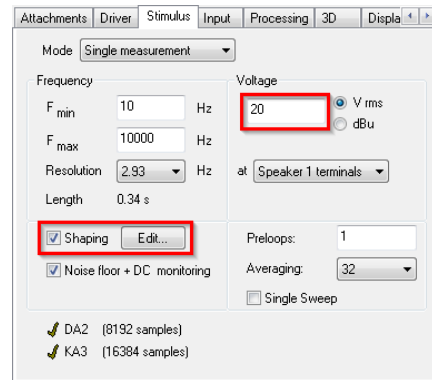 Attachments Driver Stimulus Input Processing 3D Displa
Mode Single measurement
Frequency Voltage
F min 10 Hz 20 V rms
dBu
F max 10000 Hz
Resolution 2.93 Hz at Speaker 1 terminals
Length 0.34 s
Shaping Edit... Preloops: 1
Noise floor + DC monitoring Averaging: 32
Single Sweep
DA2 (8192 samples)
KA3 (16384 samples)